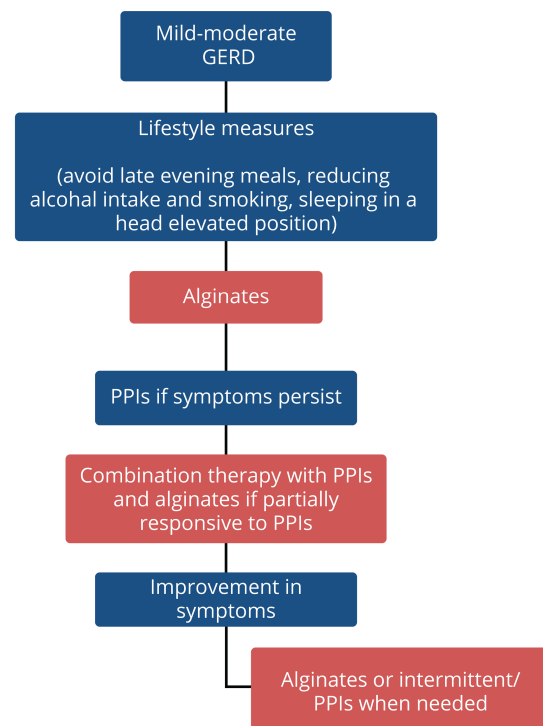 Mild-moderate
GERD
Lifestyle measures
(avoid late evening meals, reducing
alcohal intake and smoking, sleeping in a
head elevated position)
Alginates
PPIs if symptoms persist
Combination therapy with PPIs
and alginates if partially
responsive to PPIs
Improvement in
symptoms
Alginates or intermittent/
PPIs when needed